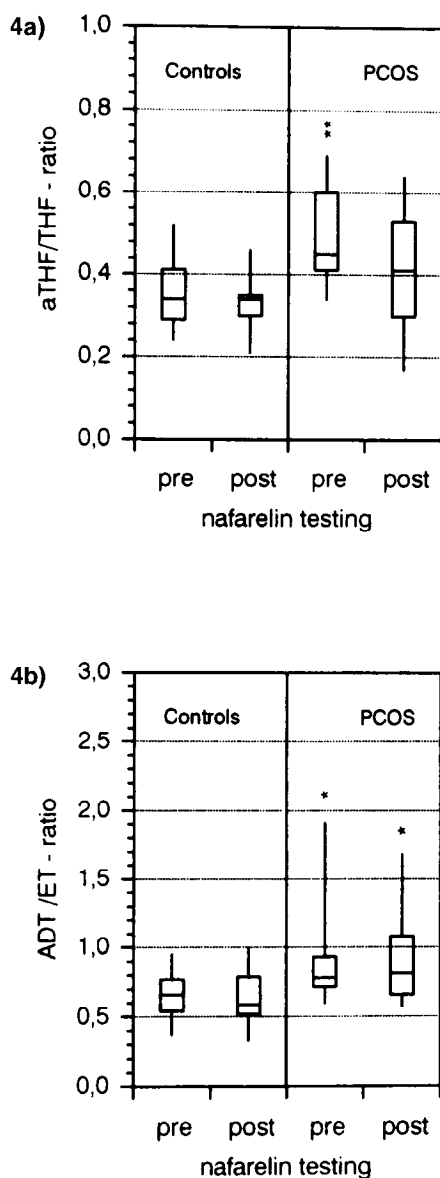 4a)
1,0
Controls
PCOS
**
0,8
0,6
0,4
0,2
0,0
aTHF/THF - ratio
pre post pre post
nafarelin testing
4b)
3,0
Controls
PCOS
2,5
*
2,0
*
1,5
1,0
0,5
0,0
ADT /ET - ratio
pre post pre post
nafarelin testing